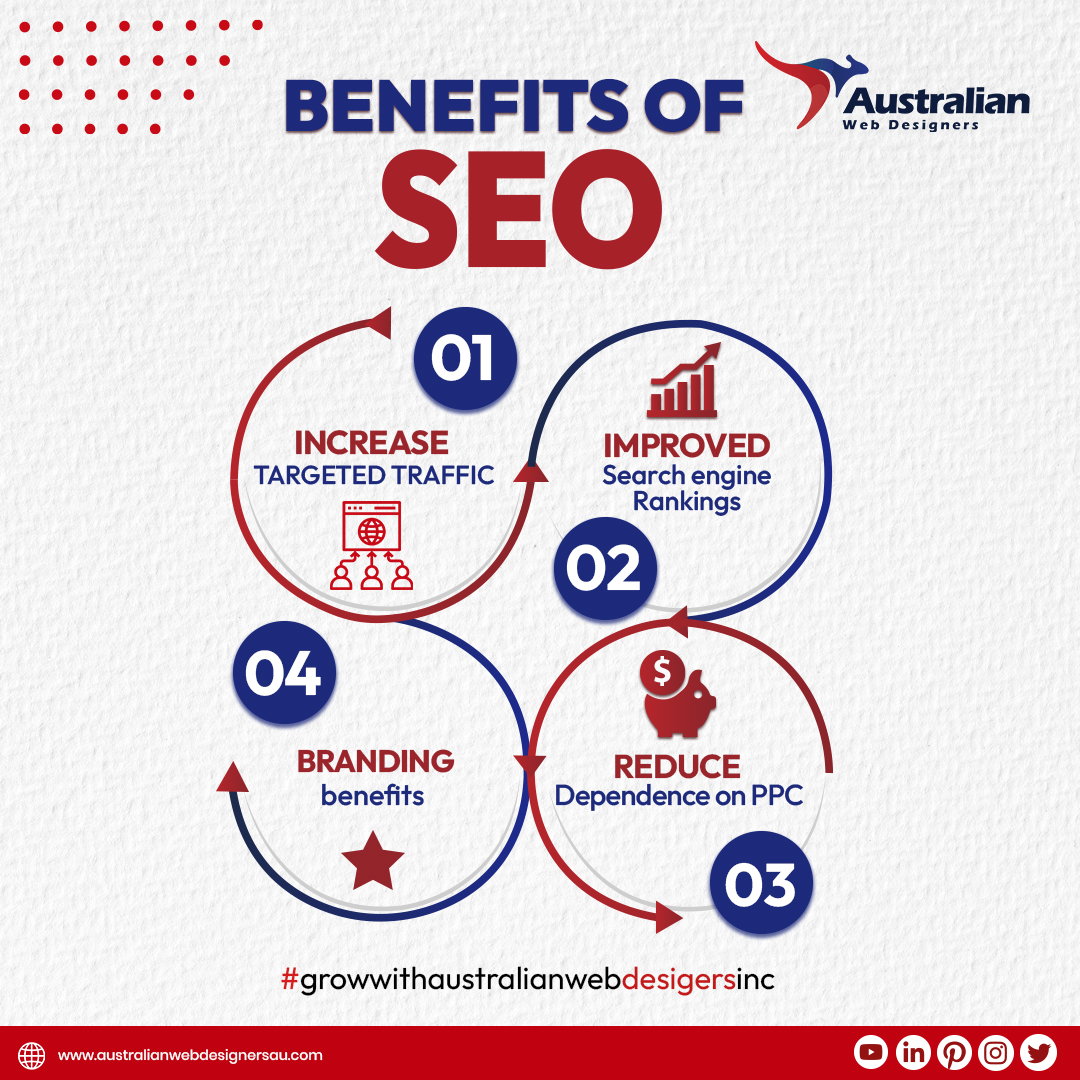 BENEFITS OF
SEO
Australian
Web Designers
01
INCREASE
TARGETED TRAFFIC
IMPROVED
Search engine
Rankings
02
04
BRANDING
benefits
$
REDUCE
Dependence on PPC
03
#growwithaustralianwebdesigersinc
www.australianwebdesignersau.com
in